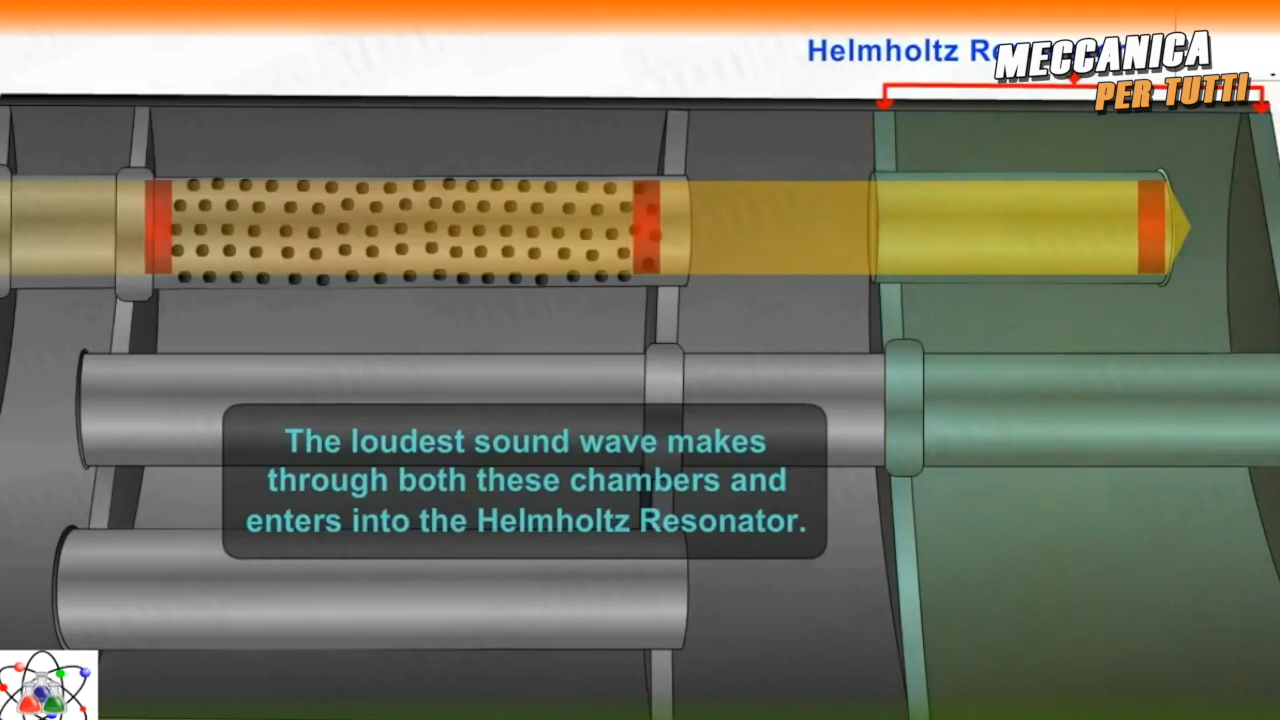 Helmholtz
MECCANICA
PER TUTTI
The loudest sound wave makes
through both these chambers and
enters into the Helmholtz Resonator.